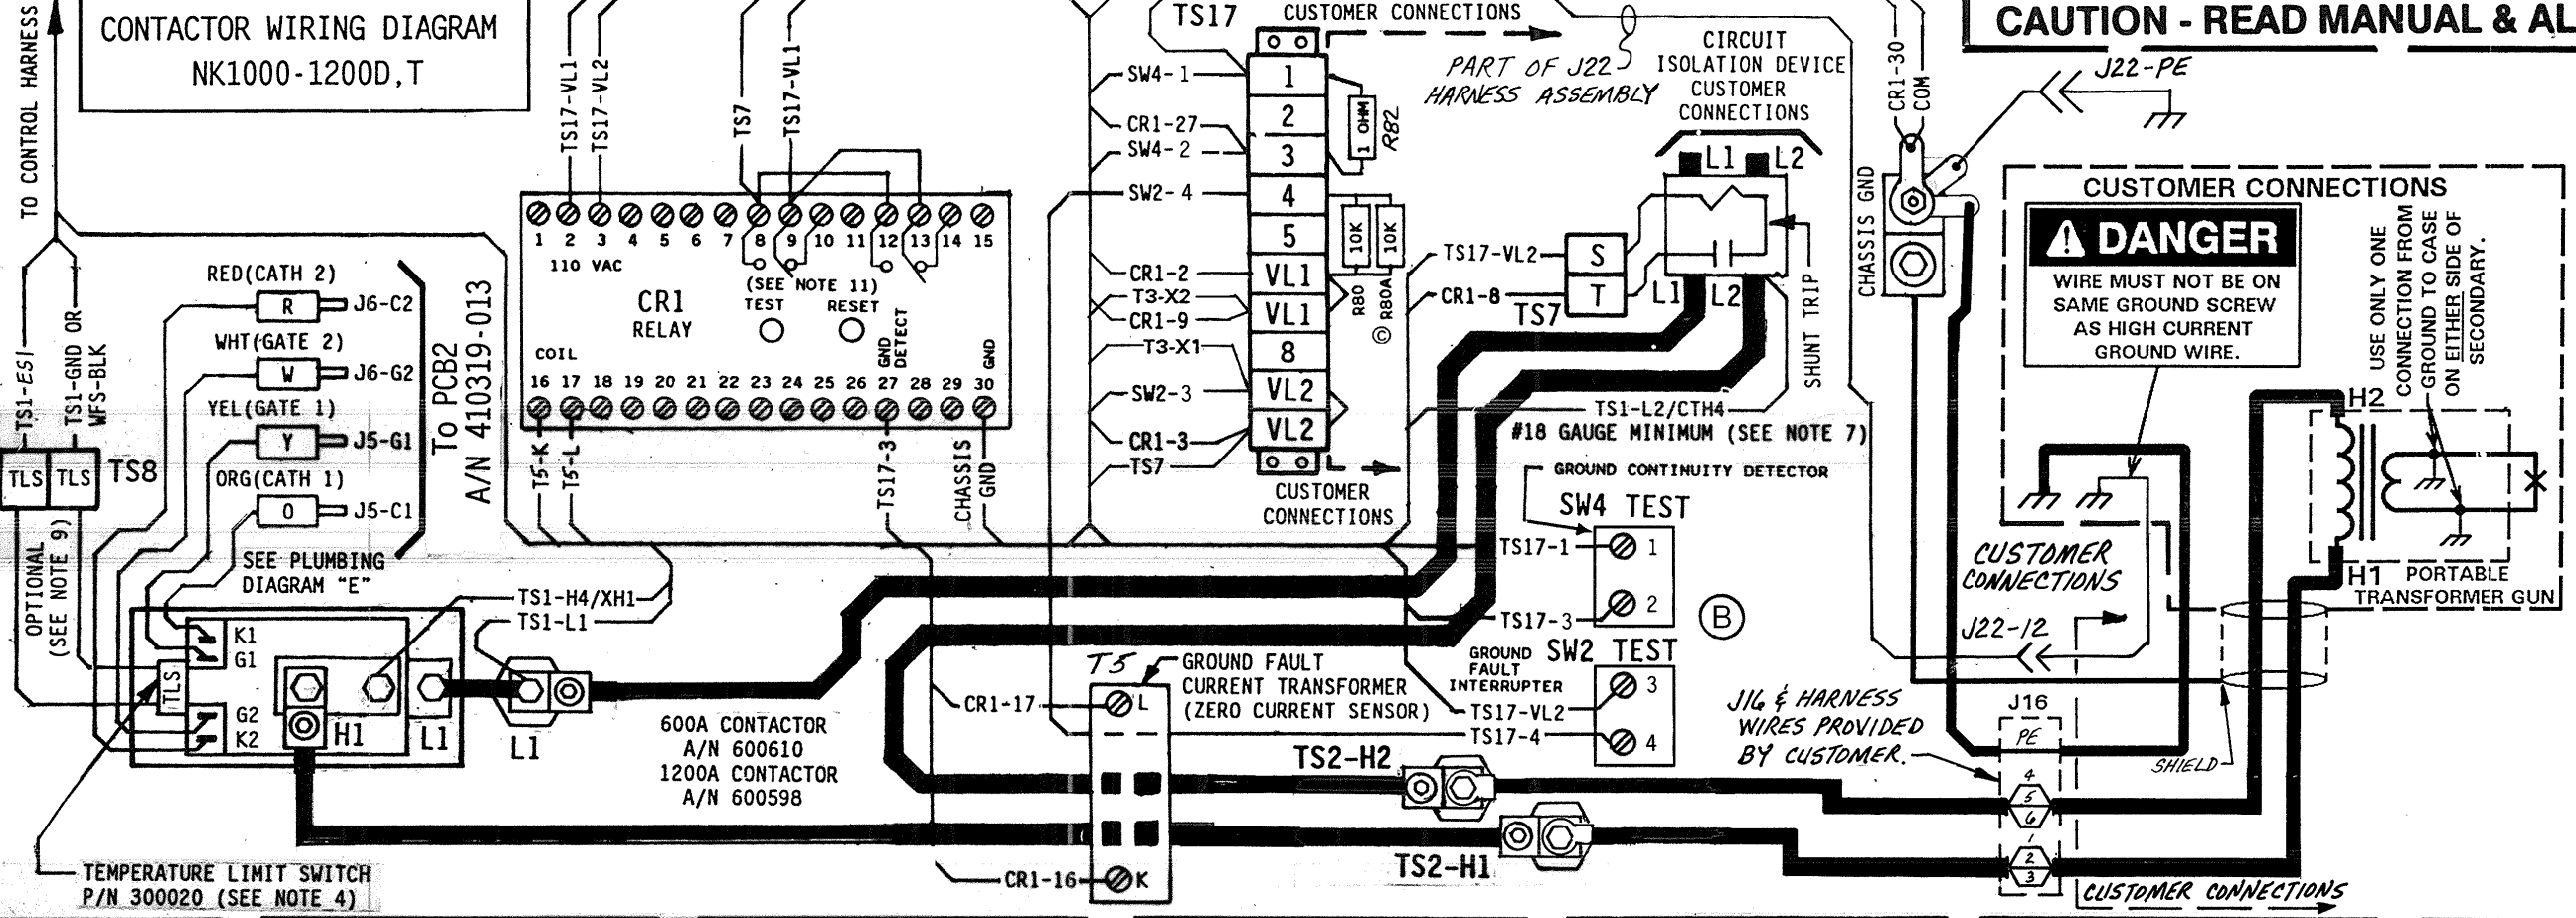 TO CONTROL HARNESS
CONTACTOR WIRING DIAGRAM
NK1000-1200D,T
TS17-VL1
TS17-VL2
TS7
TS17-VL1
TS17
CUSTOMER CONNECTIONS
PART OF J22
HARNESS ASSEMBLY
CIRCUIT
ISOLATION DEVICE
CUSTOMER
CONNECTIONS
CR1-30
COM
CAUTION - READ MANUAL & AL
J22-PE
SW4-1
CR1-27
SW4-2
SW2-4
CR1-2
T3-X2
CR1-9
T3-X1
SW2-3
CR1-3
TS7
1
2
3
4
5
VL1
VL1
8
VL2
VL2
1 OHM
R82
10K
10K
R80
© R80A
CUSTOMER
CONNECTIONS
L1
L2
TS17-VL2
CR1-8
S
T
TS7
L1
L2
SHUNT TRIP
TS1-L2/CTH4
#18 GAUGE MINIMUM (SEE NOTE 7)
CHASSIS GND
CUSTOMER CONNECTIONS
DANGER
WIRE MUST NOT BE ON
SAME GROUND SCREW
AS HIGH CURRENT
GROUND WIRE.
USE ONLY ONE
CONNECTION FROM
GROUND TO CASE
ON EITHER SIDE OF
SECONDARY.
H2
H1
PORTABLE
TRANSFORMER GUN
1 2 3 4 5 6 7 8 9 10 11 12 13 14 15
110 VAC
(SEE NOTE 11)
CR1
RELAY
TEST
RESET
GND
DETECT
GND
COIL
16 17 18 19 20 21 22 23 24 25 26 27 28 29 30
T5-K
T5-L
TS17-3
CHASSIS
GND
TS1-ES1
TS1-GND OR
WFS-BLK
TLS
TLS
TS8
RED(CATH 2)
R
J6-C2
WHT(GATE 2)
W
J6-G2
YEL(GATE 1)
Y
J5-G1
ORG(CATH 1)
O
J5-C1
To PCB2
A/N 410319-013
OPTIONAL
(SEE NOTE 9)
SEE PLUMBING
DIAGRAM "E"
TS1-H4/XH1
TS1-L1
K1
G1
TLS
G2
K2
H1
L1
L1
600A CONTACTOR
A/N 600610
1200A CONTACTOR
A/N 600598
TEMPERATURE LIMIT SWITCH
P/N 300020 (SEE NOTE 4)
GROUND CONTINUITY DETECTOR
SW4 TEST
TS17-1
1
2
TS17-3
B
GROUND
FAULT
INTERRUPTER
SW2 TEST
TS17-VL2
3
TS17-4
4
T5
GROUND FAULT
CURRENT TRANSFORMER
(ZERO CURRENT SENSOR)
CR1-17
L
CR1-16
K
TS2-H2
TS2-H1
CUSTOMER
CONNECTIONS
J22-12
J16 & HARNESS
WIRES PROVIDED
BY CUSTOMER.
J16
PE
4
5
6
1
2
3
SHIELD
CUSTOMER CONNECTIONS